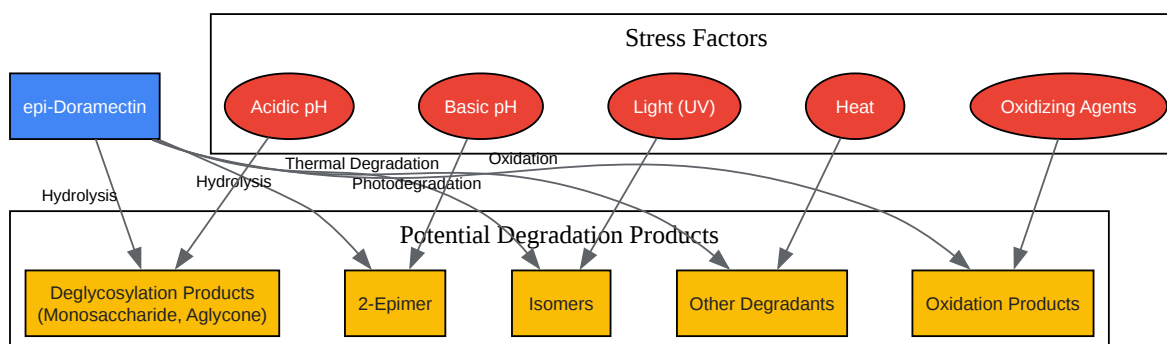 Stress Factors
epi-Doramectin
Acidic pH
Basic pH
Light (UV)
Heat
Oxidizing Agents
Oxidation
Thermal Degradation
Hydrolysis
Photodegradation
Hydrolysis
Potential Degradation Products
Deglycosylation Products
(Monosaccharide, Aglycone)
2-Epimer
Isomers
Other Degradants
Oxidation Products